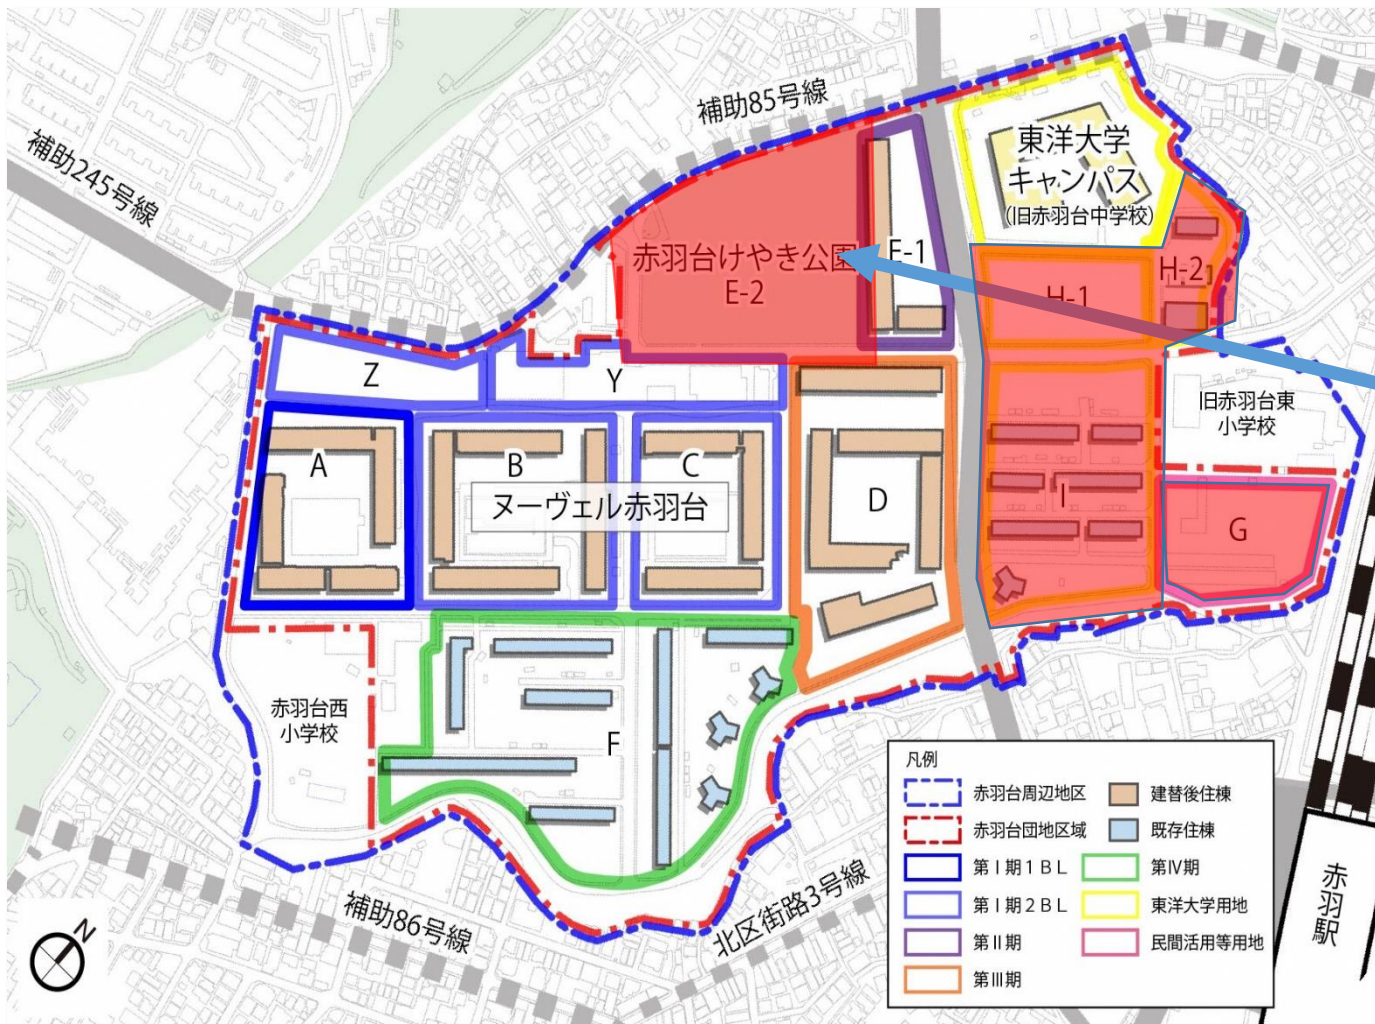 補助85号線
補助245号線
東洋大学
キャンパス
(旧赤羽台中学校)
赤羽台けやき公園
E-2
E-1
H-1
H-2
Z
Y
A
B
C
D
ヌーヴェル赤羽台
旧赤羽台東
小学校
I
G
赤羽台西
小学校
F
補助86号線
北区街路3号線
赤羽駅
N
凡例
赤羽台周辺地区
建替後住棟
赤羽台団地区域
既存住棟
第Ⅰ期1BL
第Ⅳ期
第Ⅰ期2BL
東洋大学用地
第Ⅱ期
民間活用等用地
第Ⅲ期